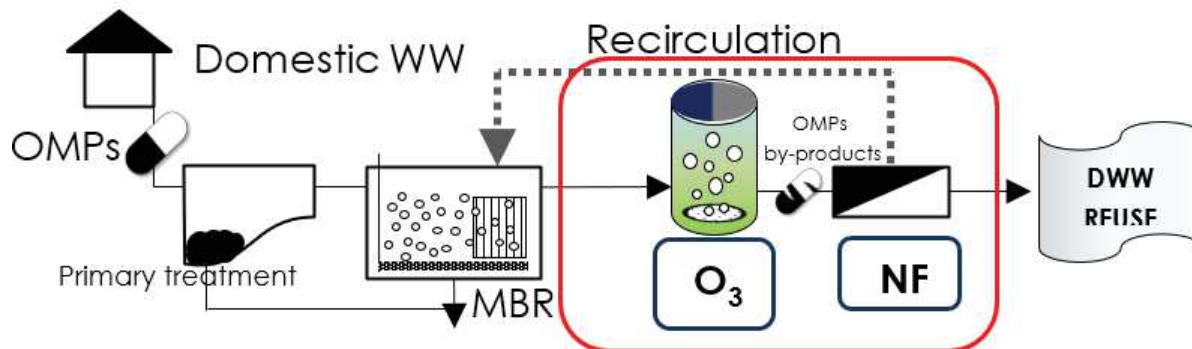 Recirculation
Domestic WW
OMPs
OMPs
by-products
DWW
REUSE
Primary treatment
MBR
O₃
NF